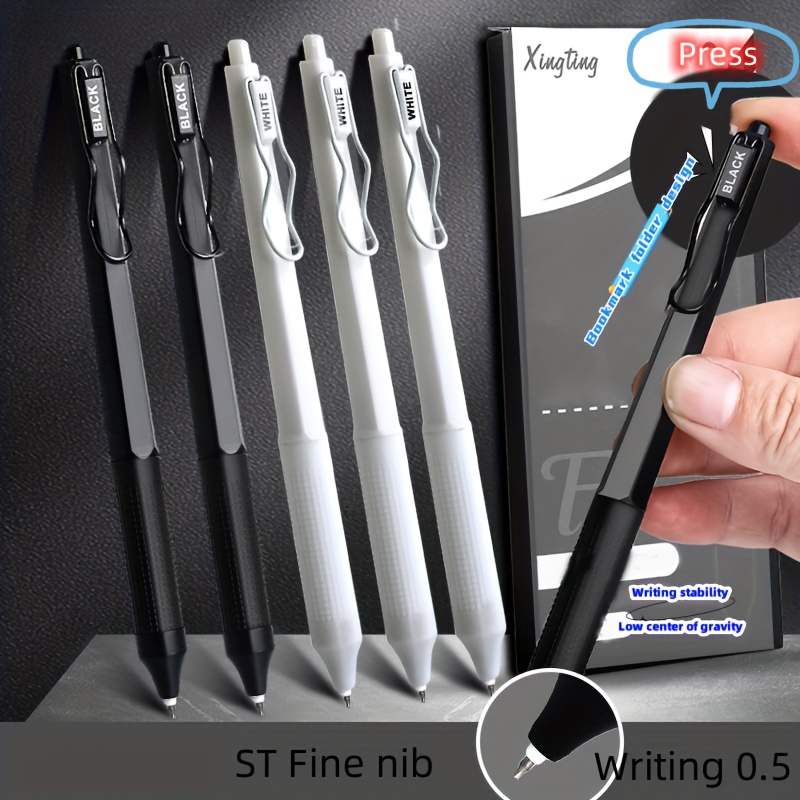 Xingting
Press
BLACK
BLACK
WHITE
WHITE
WHITE
BLACK
Bookmark folder design
Writing stability
Low center of gravity
ST Fine nib
Writing 0.5